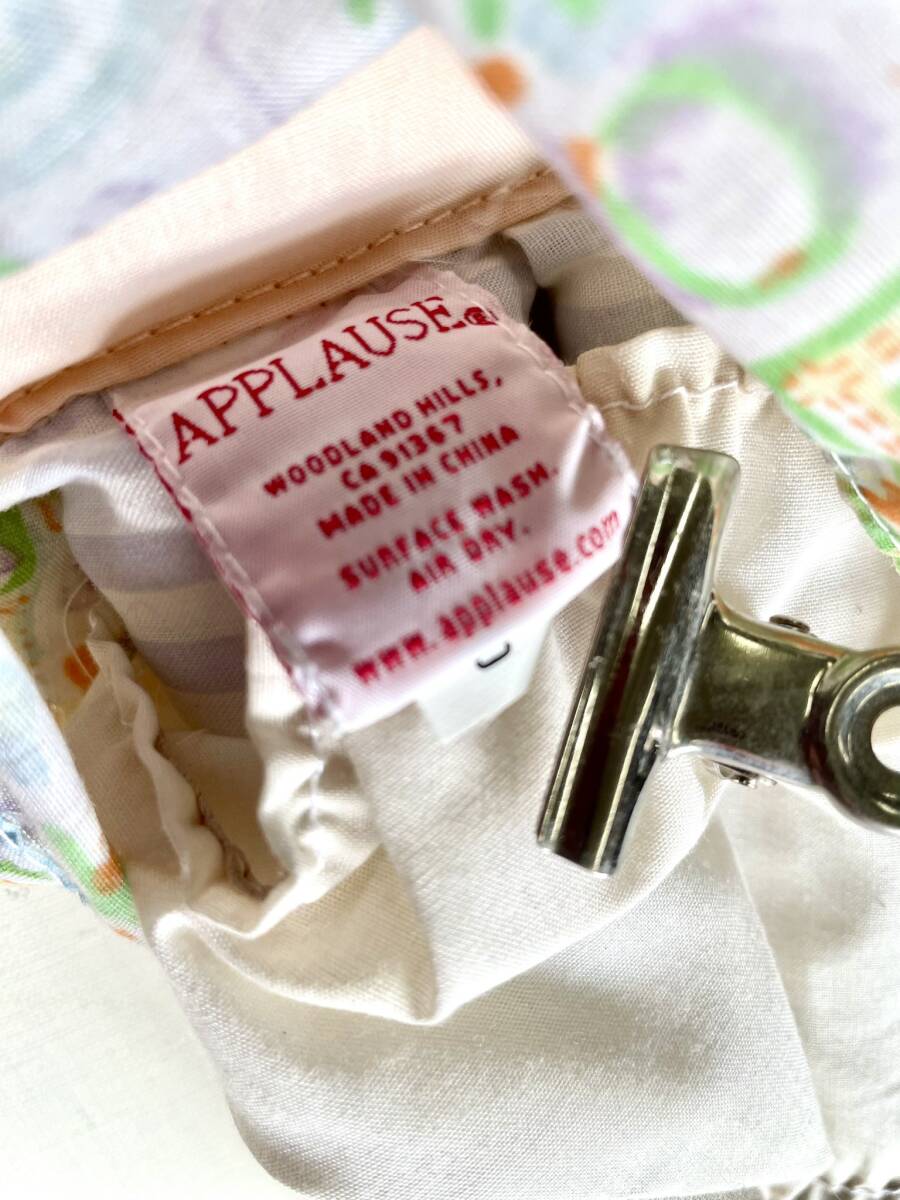 APPLAUSE®
WOODLAND HILLS,
CA 91367
MADE IN CHINA
SURFACE WASH.
AIR DRY.
www.applause.com